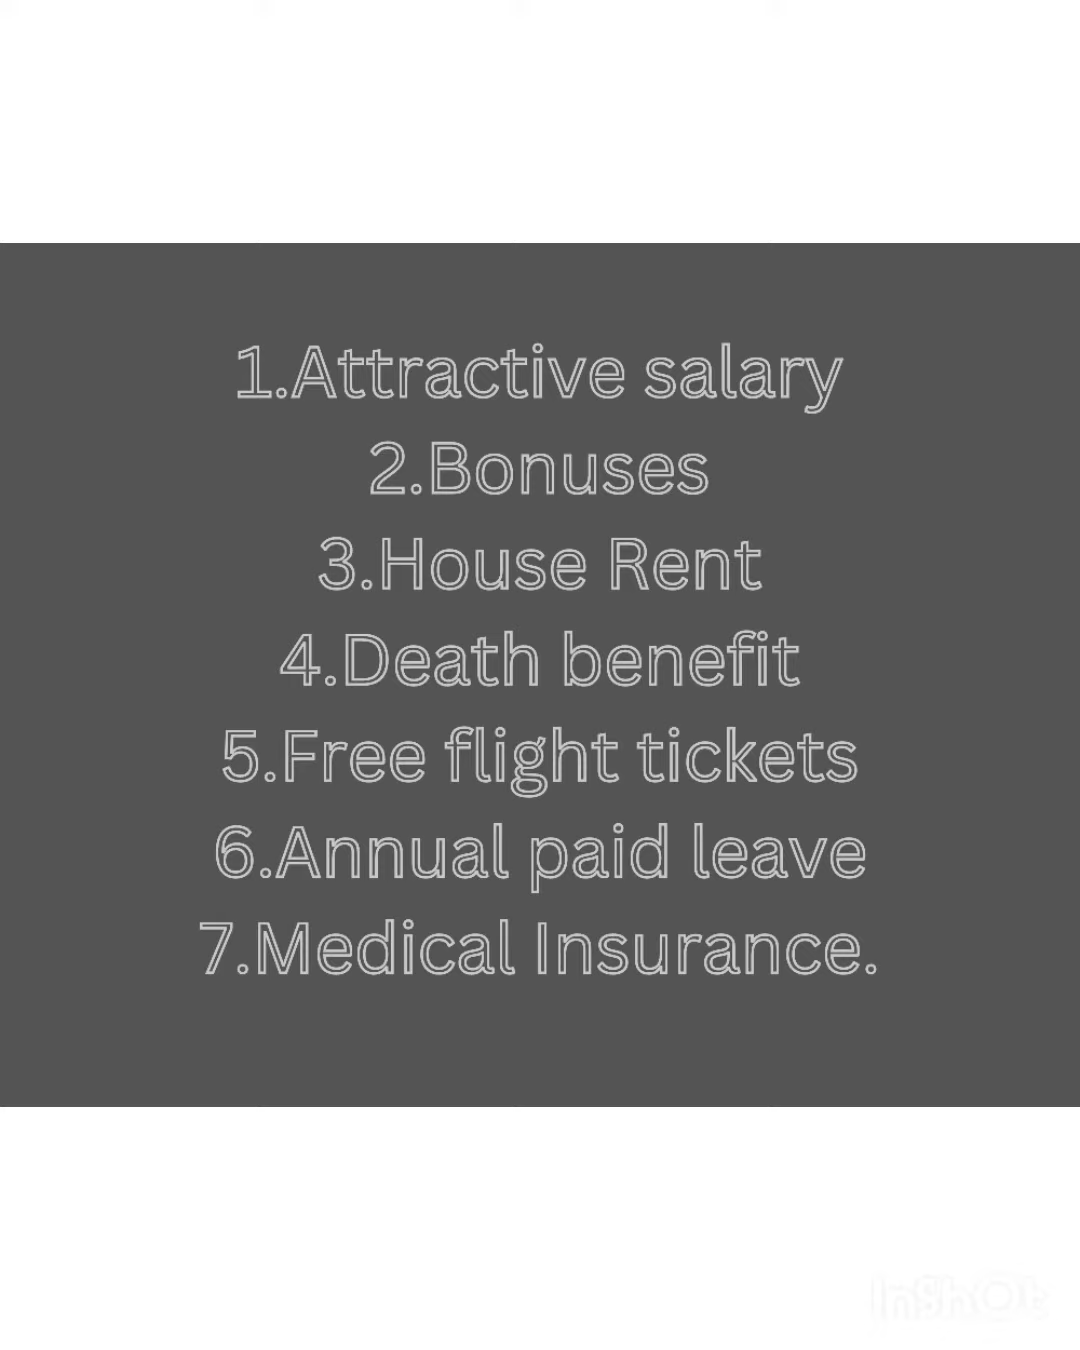 1.Attractive salary
2.Bonuses
3.House Rent
4.Death benefit
5.Free flight tickets
6.Annual paid leave
7.Medical Insurance.
InShOt